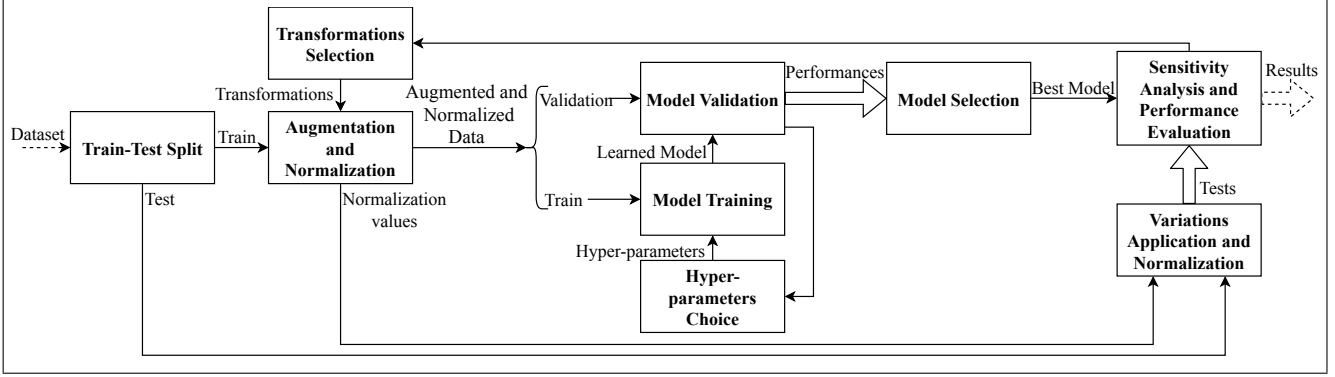 Transformations
Selection
Transformations
Dataset
Train-Test Split
Train
Test
Augmentation
and
Normalization
Normalization
values
Augmented and
Normalized
Data
Validation
Train
Model Validation
Learned Model
Model Training
Hyper-parameters
Hyper-
parameters
Choice
Performances
Model Selection
Best Model
Sensitivity
Analysis and
Performance
Evaluation
Results
Tests
Variations
Application and
Normalization